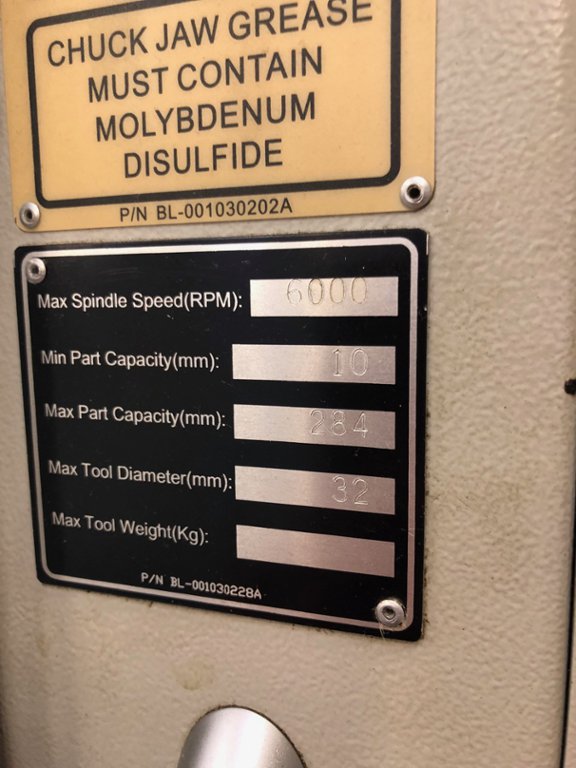 CHUCK JAW GREASE
MUST CONTAIN
MOLYBDENUM
DISULFIDE
P/N BL-001030202A
Max Spindle Speed(RPM): 6000
Min Part Capacity(mm): 10
Max Part Capacity(mm): 284
Max Tool Diameter(mm): 32
Max Tool Weight(Kg):
P/N BL-001030228A